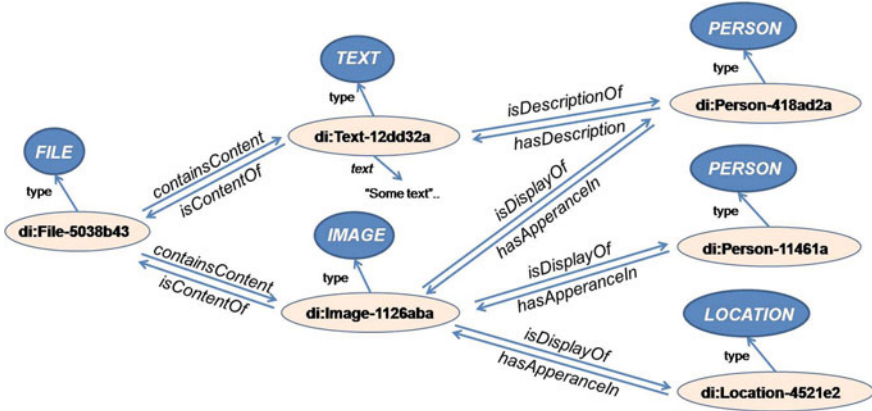 PERSON
TEXT
type
type
isDescriptionOf
di:Person-418ad2a
di:Text-12dd32a
hasDescription
FILE
containsContent
text
PERSON
type
isContentOf
"Some text"..
isDisplayOf
hasApperanceIn
type
di:File-5038b43
IMAGE
isDisplayOf
di:Person-11461a
containsContent
type
hasApperanceIn
isContentOf
di:Image-1126aba
LOCATION
isDisplayOf
type
hasApperanceIn
di:Location-4521e2